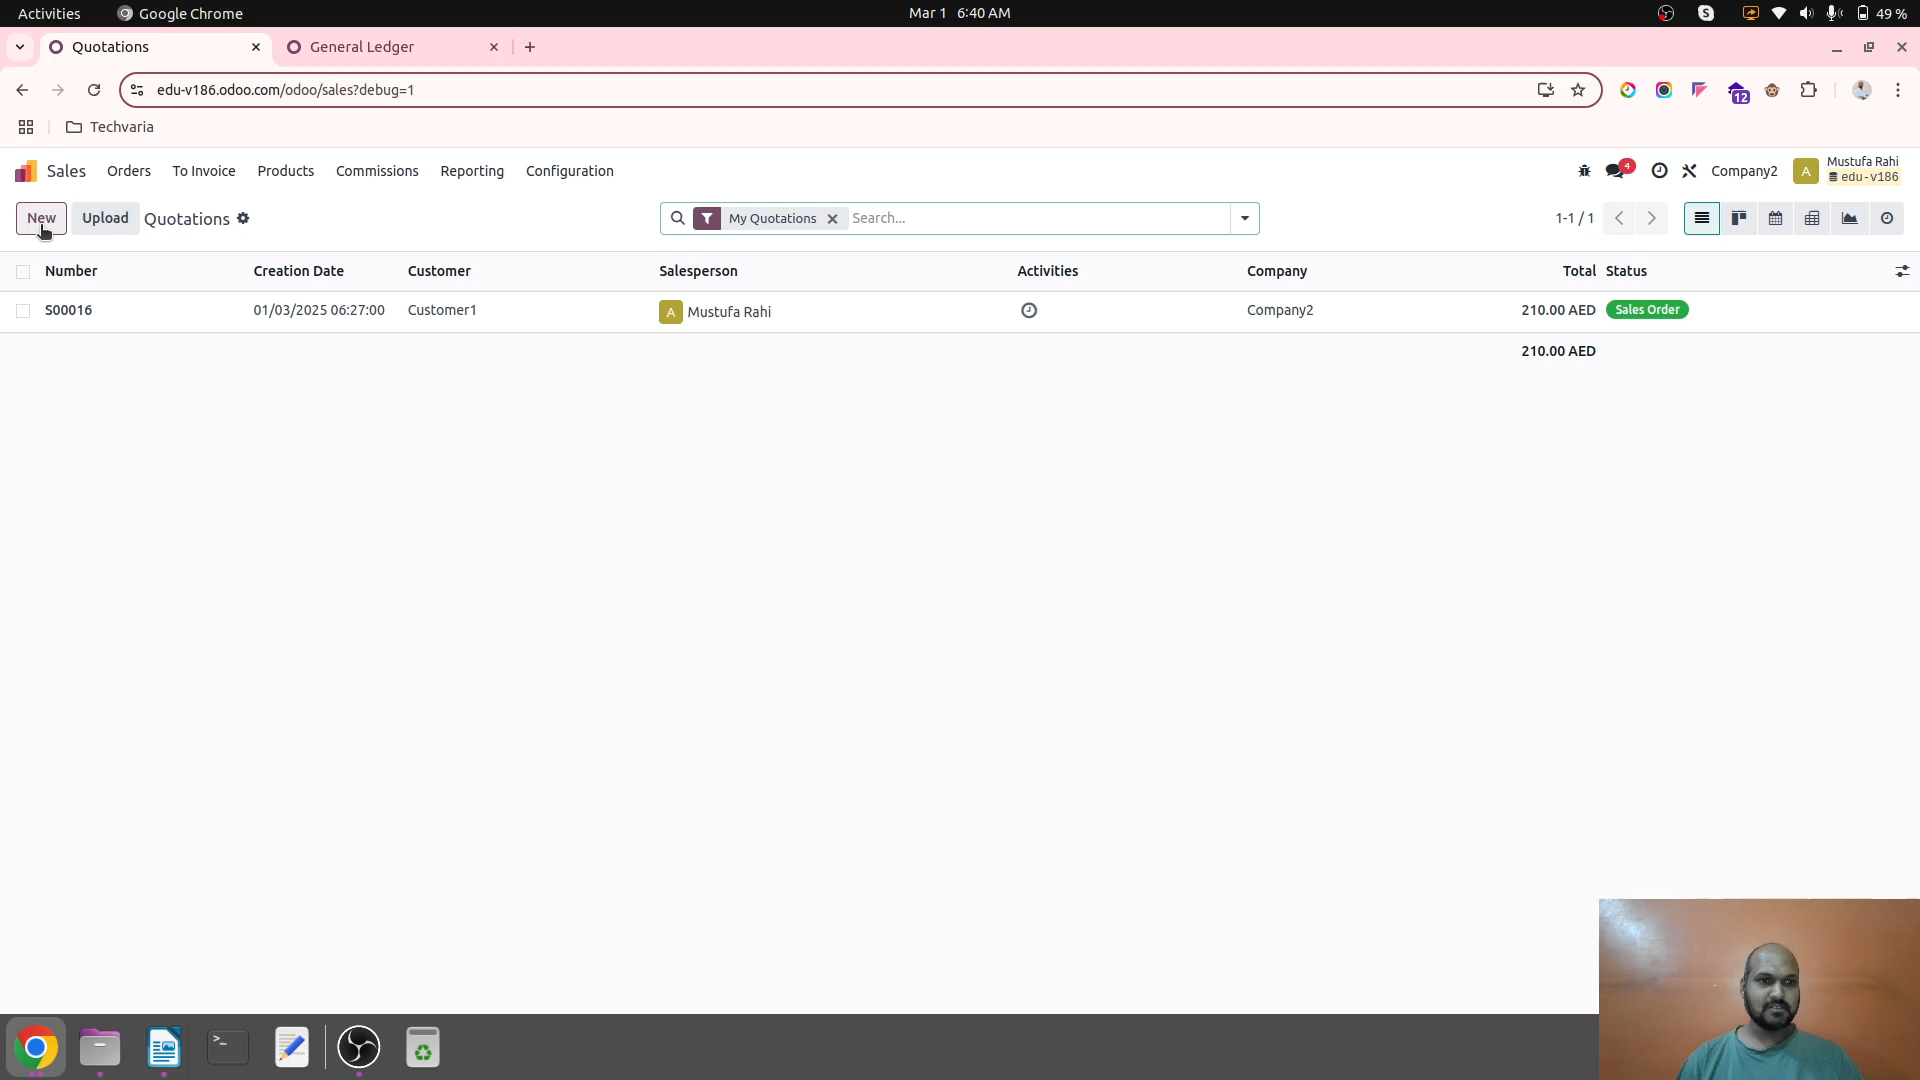 Activities Google Chrome Mar 1 6:40 AM S 49 %
Quotations General Ledger
edu-v186.odoo.com/odoo/sales?debug=1 12
Techvaria
Sales Orders To Invoice Products Commissions Reporting Configuration 4 Company2 A Mustufa Rahi
edu-v186
New Upload Quotations My Quotations Search... 1-1 / 1
Number Creation Date Customer Salesperson Activities Company Total Status
S00016 01/03/2025 06:27:00 Customer1 A Mustufa Rahi Company2 210.00 AED Sales Order
210.00 AED